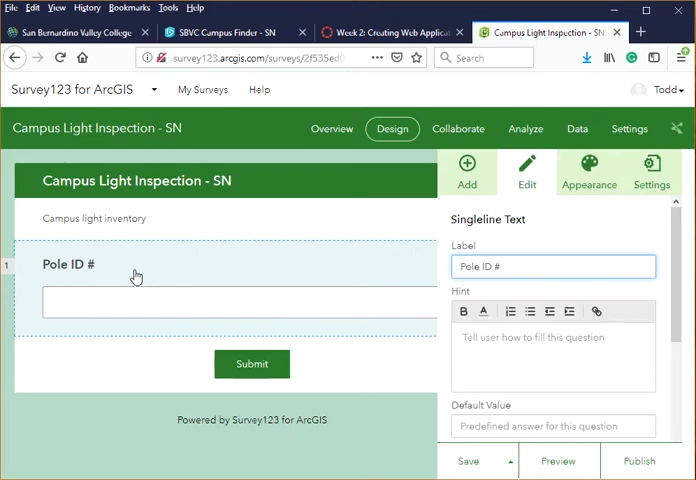 File Edit View History Bookmarks Tools Help
San Bernardino Valley College
SBVC Campus Finder - SN
Week 2: Creating Web Applicat
Campus Light Inspection - SN
survey123.arcgis.com/surveys/2f535ed0
Search
Survey123 for ArcGIS My Surveys Help Todd
Campus Light Inspection - SN Overview Design Collaborate Analyze Data Settings
Campus Light Inspection - SN
Campus light inventory
1
Pole ID #
Submit
Powered by Survey123 for ArcGIS
Add Edit Appearance Settings
Singleline Text
Label
Pole ID #
Hint
B A
Tell user how to fill this question
Default Value
Predefined answer for this question
Save Preview Publish